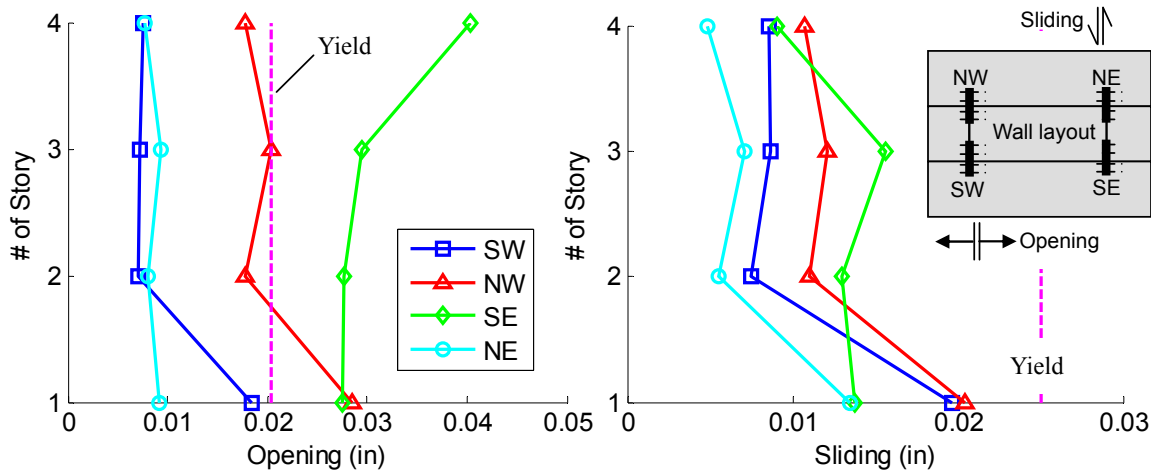 4
3
2
1
# of Story
0
0.01
0.02
0.03
0.04
0.05
Opening (in)
Yield
SW
NW
SE
NE
4
3
2
1
# of Story
0
0.01
0.02
0.03
Sliding (in)
Sliding
NW
NE
Wall layout
SW
SE
Opening
Yield